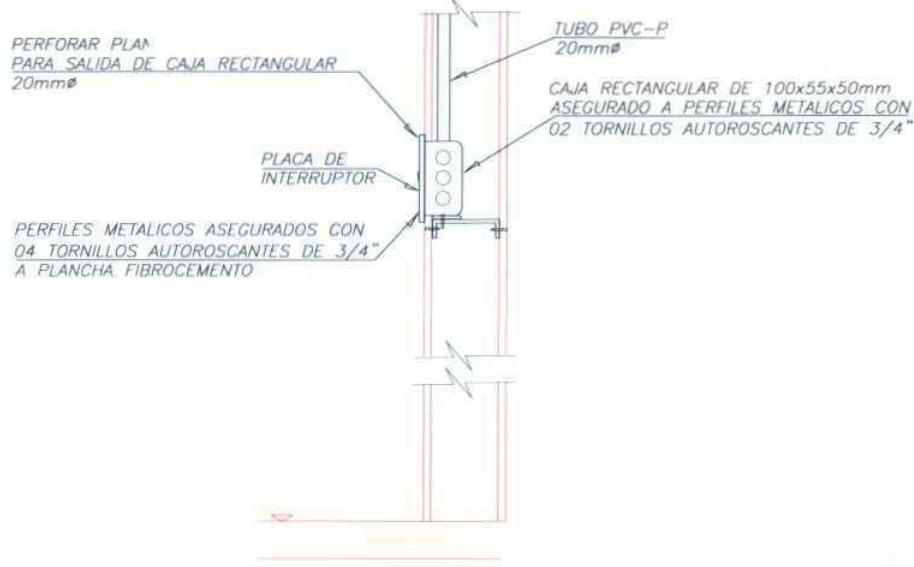 PERFORAR
PARA SALIDA DE CAJA RECTANGULAR
20mmø
TUBO PVC-P
20mmø
CAJA RECTANGULAR DE 100x55x50mm
ASEGURADO A PERFILES METALICOS CON
02 TORNILLOS AUTOROSCANTES DE 3/4"
PLACA DE
INTERRUPTOR
PERFILES METALICOS ASEGURADOS CON
04 TORNILLOS AUTOROSCANTES DE 3/4"
A PLANCHA FIBROCEMENTO